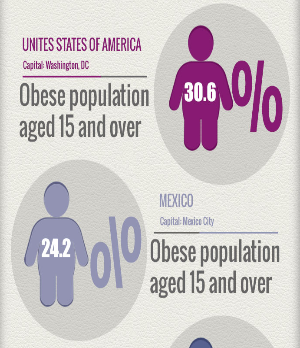 UNITES STATES OF AMERICA
Capital: Washington, DC
Obese population
aged 15 and over
30.6 %
MEXICO
Capital: Mexico City
24.2 %
Obese population
aged 15 and over